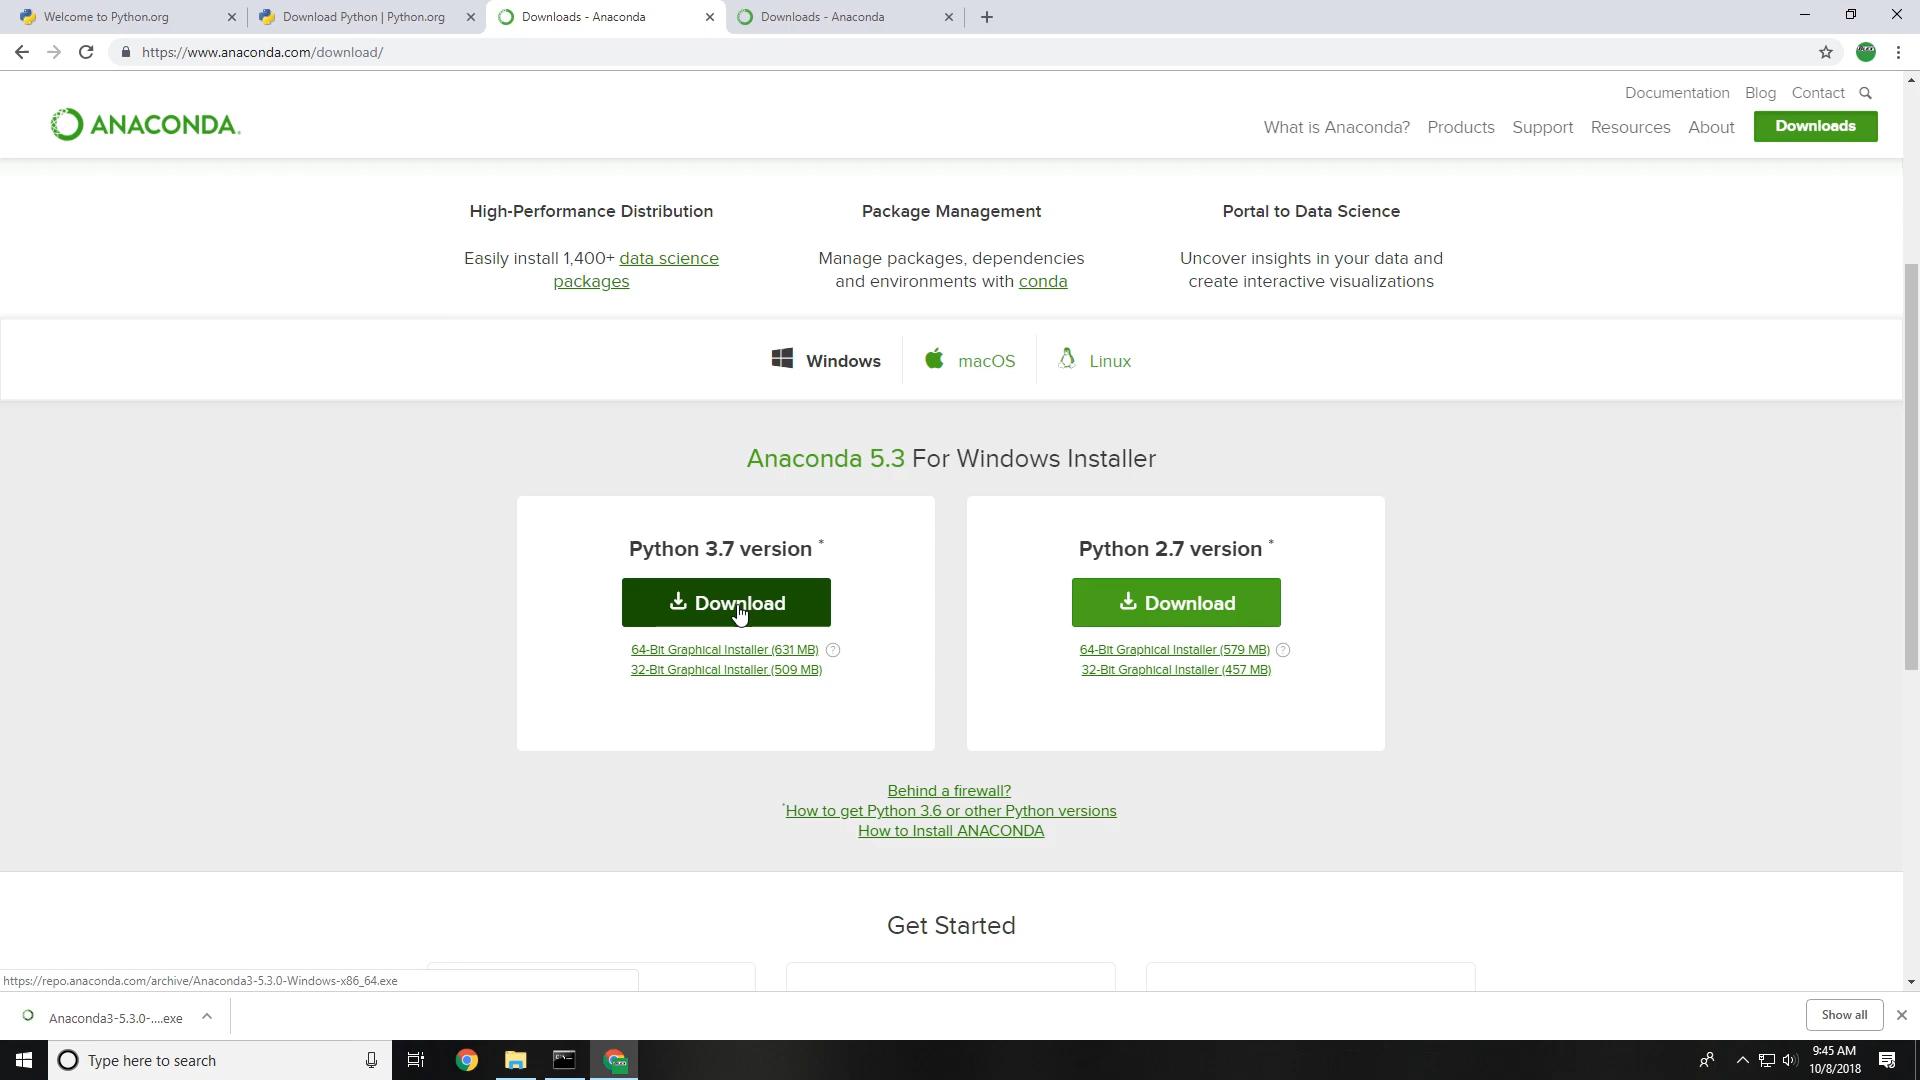 Welcome to Python.org
Download Python | Python.org
Downloads - Anaconda
Downloads - Anaconda
https://www.anaconda.com/download/
Documentation Blog Contact
ANACONDA.
What is Anaconda? Products Support Resources About Downloads
High-Performance Distribution
Easily install 1,400+ data science
packages
Package Management
Manage packages, dependencies
and environments with conda
Portal to Data Science
Uncover insights in your data and
create interactive visualizations
Windows
macOS
Linux
Anaconda 5.3 For Windows Installer
Python 3.7 version *
Download
64-Bit Graphical Installer (631 MB) ?
32-Bit Graphical Installer (509 MB)
Python 2.7 version *
Download
64-Bit Graphical Installer (579 MB) ?
32-Bit Graphical Installer (457 MB)
Behind a firewall?
*How to get Python 3.6 or other Python versions
How to Install ANACONDA
Get Started
https://repo.anaconda.com/archive/Anaconda3-5.3.0-Windows-x86_64.exe
Anaconda3-5.3.0-....exe
Show all
Type here to search
9:45 AM
10/8/2018